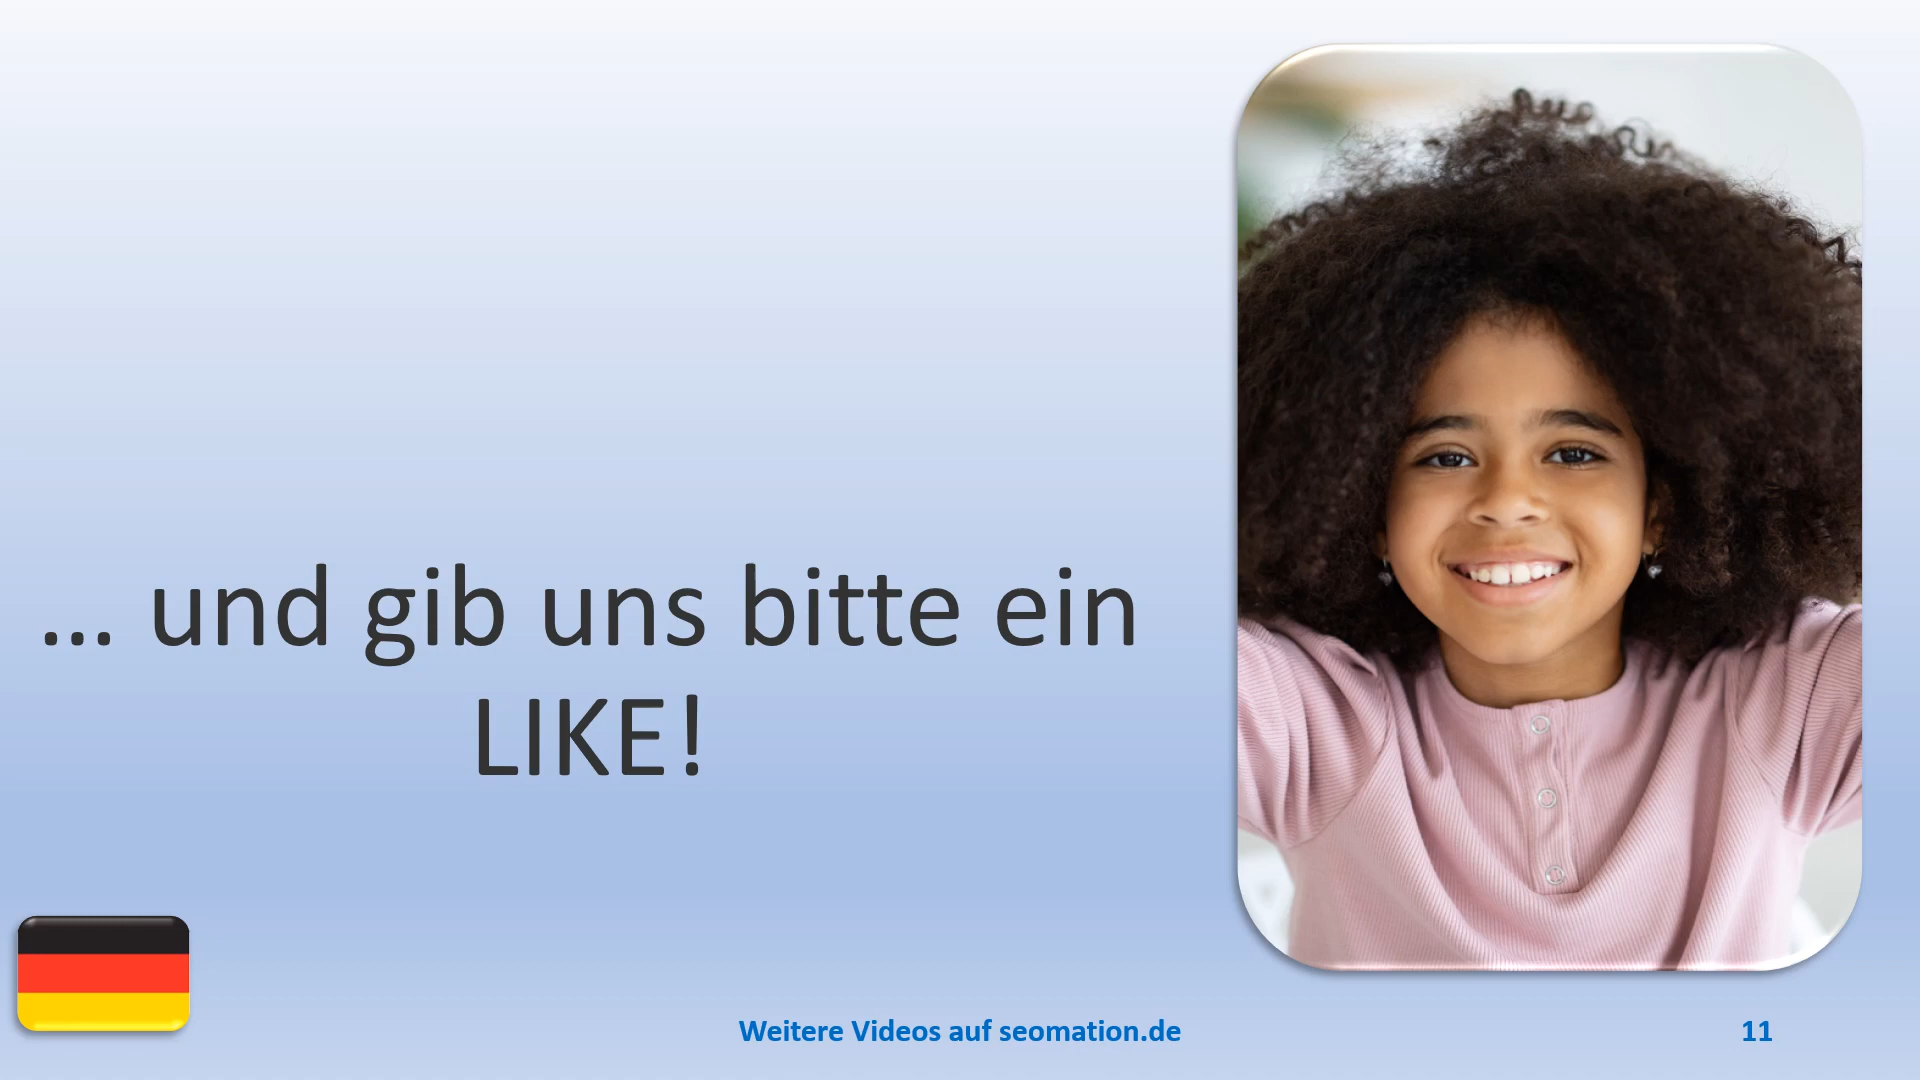 ... und gib uns bitte ein
LIKE!
Weitere Videos auf seomation.de
11